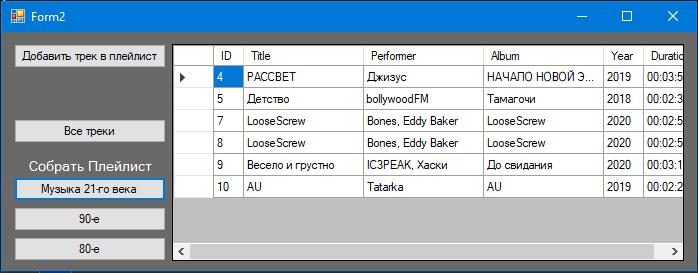 Form2
Добавить трек в плейлист
Все треки
Собрать Плейлист
Музыка 21-го века
90-е
80-е
ID Title Performer Album Year Duratio
4 РАССВЕТ Джизус НАЧАЛО НОВОЙ Э... 2019 00:03:5
5 Детство bollywoodFM Тамагочи 2018 00:02:3
7 LooseScrew Bones, Eddy Baker LooseScrew 2020 00:02:5
8 LooseScrew Bones, Eddy Baker LooseScrew 2020 00:02:5
9 Весело и грустно IC3PEAK, Хаски До свидания 2020 00:03:1
10 AU Tatarka AU 2019 00:02:2